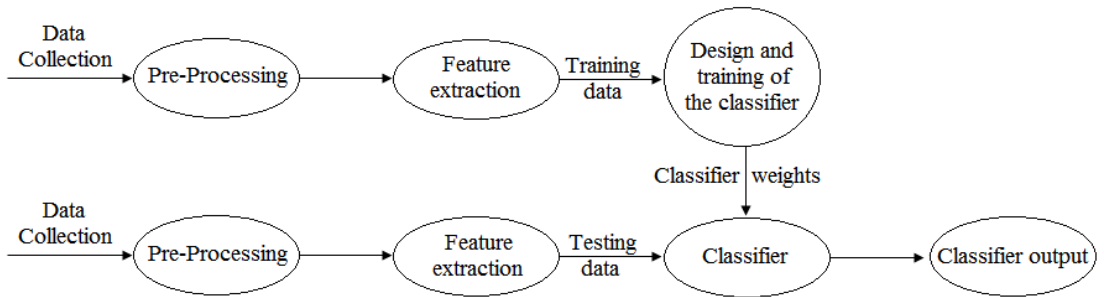 Data
Collection
Pre-Processing
Feature
extraction
Training
data
Design and
training of
the classifier
Classifier weights
Data
Collection
Pre-Processing
Feature
extraction
Testing
data
Classifier
Classifier output